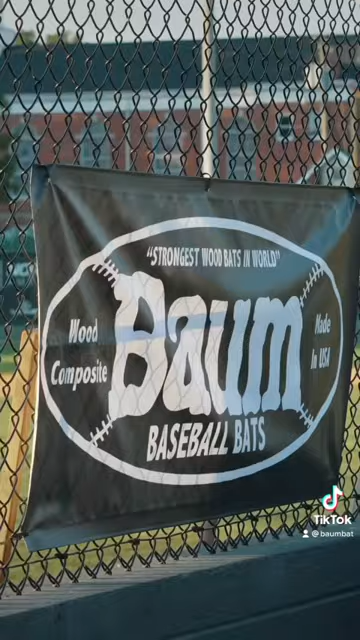 "STRONGEST WOOD BATS IN WORLD"
Wood
Composite
Baum
Made
In USA
BASEBALL BATS
TikTok
@baumbat